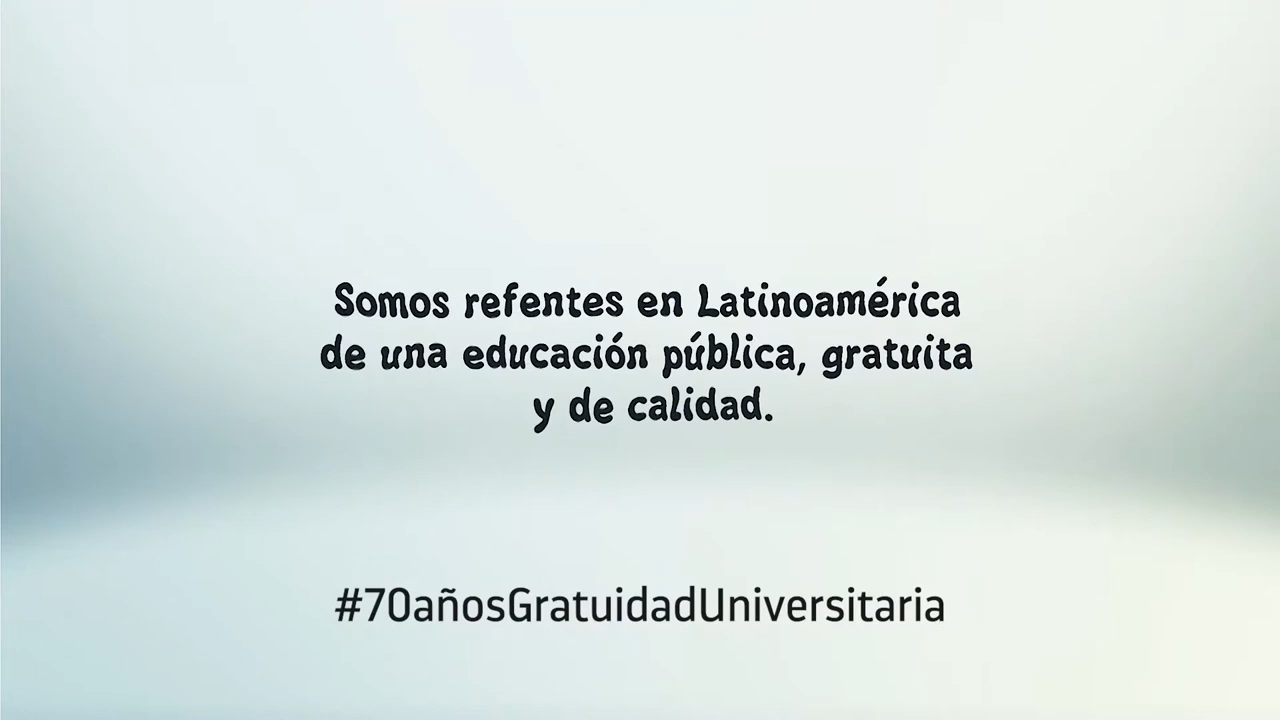 Somos refentes en Latinoamérica
de una educación pública, gratuita
y de calidad.
#70añosGratuidadUniversitaria